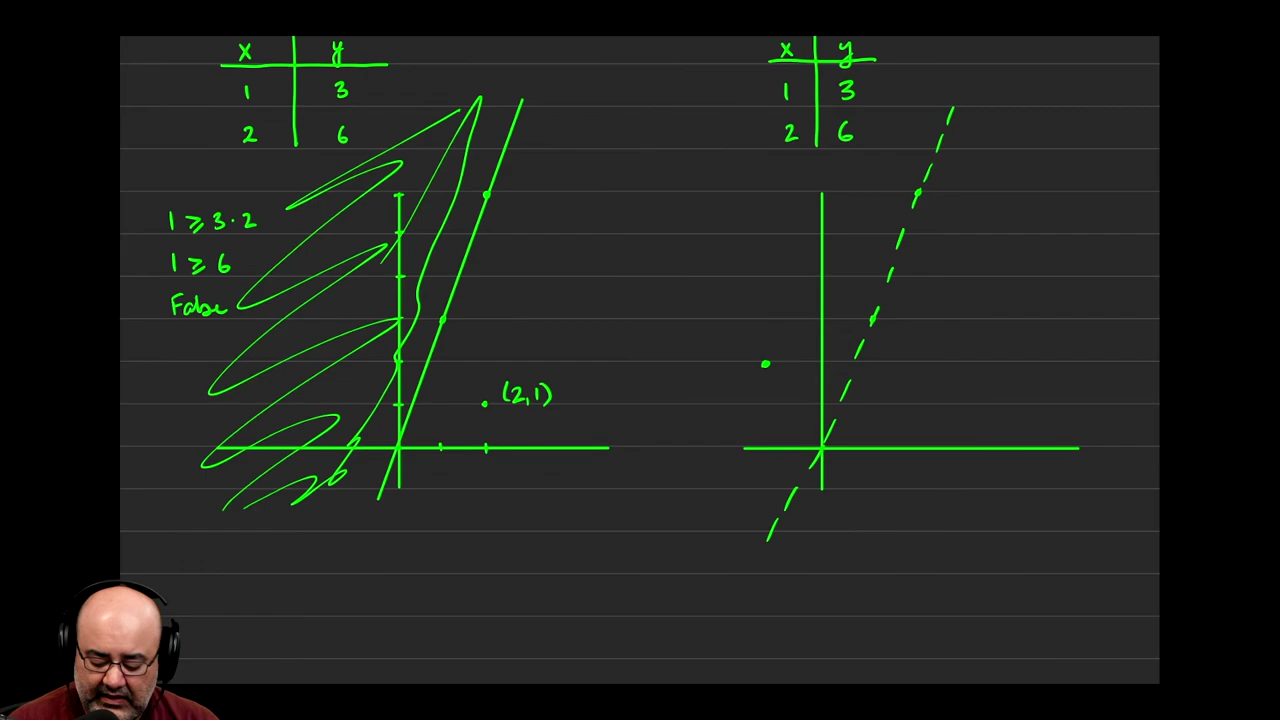 x y
1 3
2 6
1 ⩾ 3 · 2
1 ⩾ 6
False
(2,1)
x y
1 3
2 6